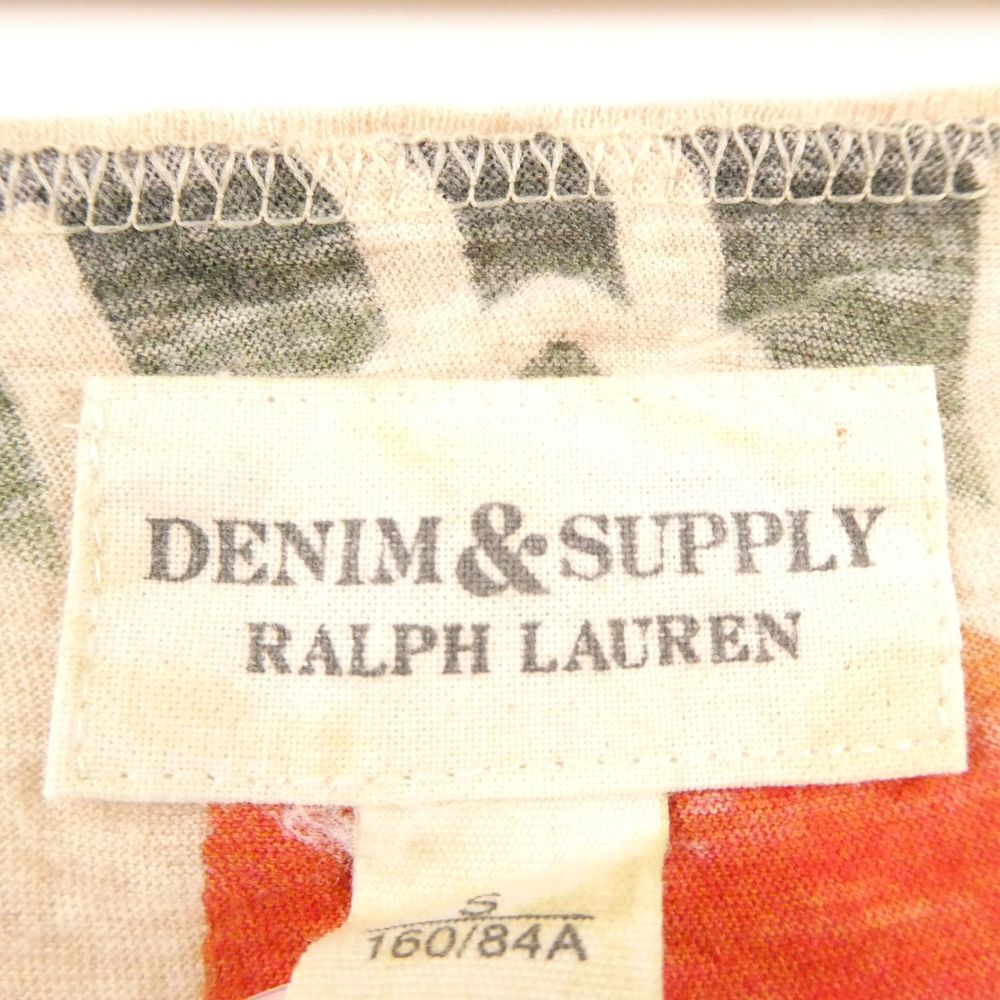 DENIM & SUPPLY
RALPH LAUREN
S
160/84A